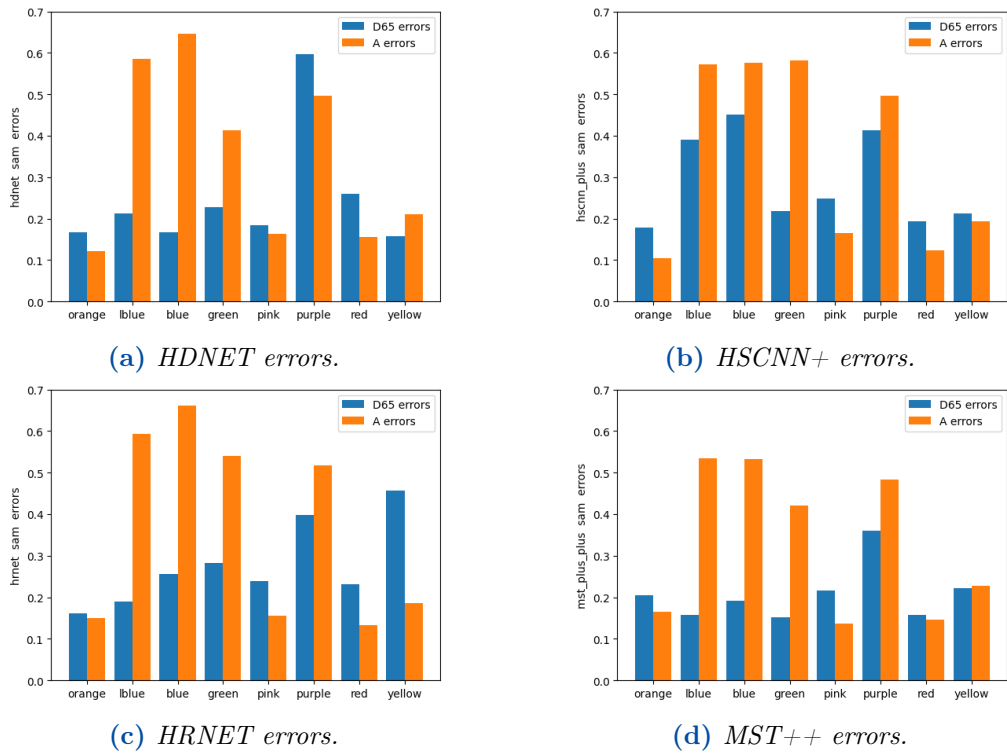 0.7
0.6
0.5
0.4
0.3
0.2
0.1
0.0
hdnet sam errors
D65 errors
A errors
orange lblue blue green pink purple red yellow
(a) HDNET errors.
0.7
0.6
0.5
0.4
0.3
0.2
0.1
0.0
hscnn_plus sam errors
D65 errors
A errors
orange lblue blue green pink purple red yellow
(b) HSCNN+ errors.
0.7
0.6
0.5
0.4
0.3
0.2
0.1
0.0
hrnet sam errors
D65 errors
A errors
orange lblue blue green pink purple red yellow
(c) HRNET errors.
0.7
0.6
0.5
0.4
0.3
0.2
0.1
0.0
mst_plus_plus sam errors
D65 errors
A errors
orange lblue blue green pink purple red yellow
(d) MST++ errors.